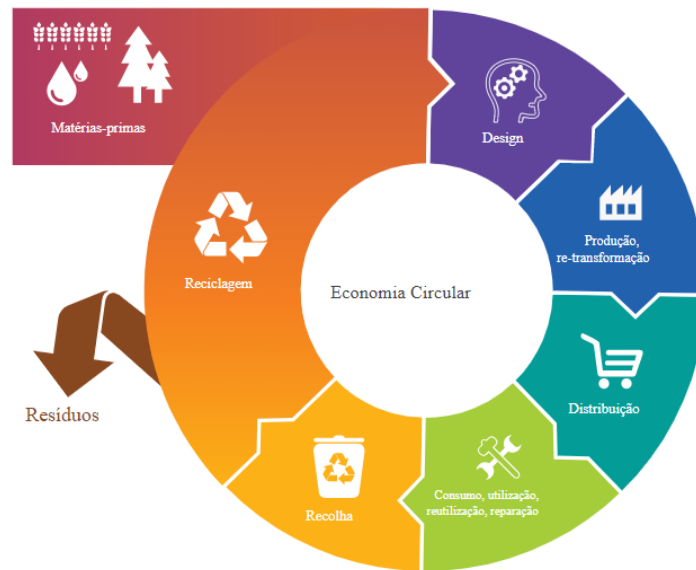 Matérias-primas
Design
Produção,
re-transformação
Reciclagem
Economia Circular
Distribuição
Resíduos
Consumo, utilização,
reutilização, reparação
Recolha